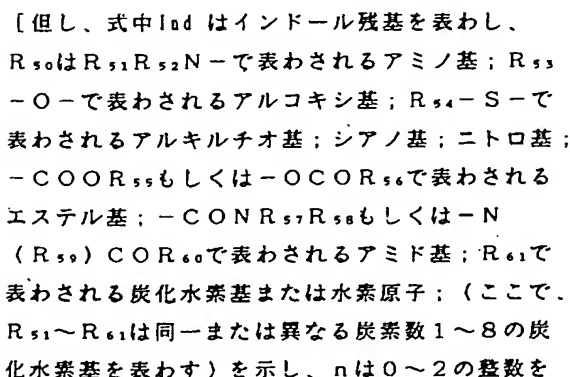 [但し、式中Ind はインドール残基を表わし、
R₅₀はR₅₁R₅₂N－で表わされるアミノ基；R₅₃
－O－で表わされるアルコキシ基；R₅₄－S－で
表わされるアルキルチオ基；シアノ基；ニトロ基；
－COOR₅₅もしくは－OCOR₅₆で表わされる
エステル基；－CONR₅₇R₅₈もしくは－N
（R₅₉）COR₆₀で表わされるアミド基；R₆₁で
表わされる炭化水素基または水素原子；（ここで、
R₅₁～R₆₁は同一または異なる炭素数1～8の炭
化水素基を表わす）を示し、nは0～2の整数を